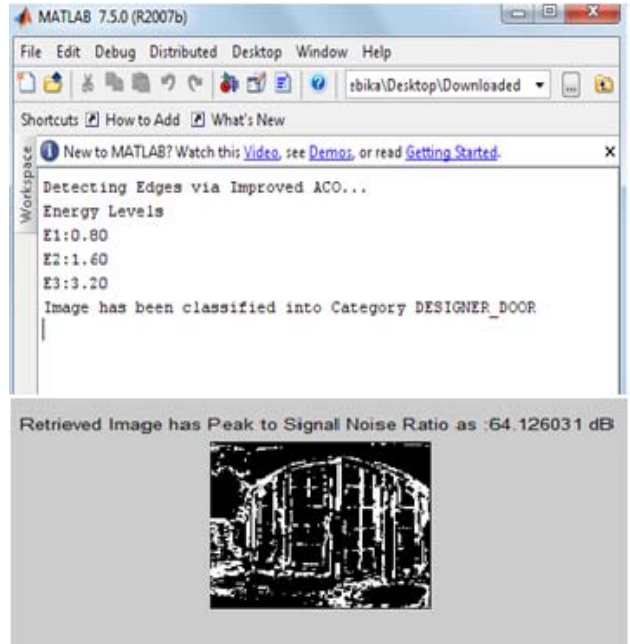 MATLAB 7.5.0 (R2007b)
File Edit Debug Distributed Desktop Window Help
zbika\Desktop\Downloaded
Shortcuts How to Add What's New
New to MATLAB? Watch this Video, see Demos, or read Getting Started.
Workspace
Detecting Edges via Improved ACO...
Energy Levels
E1:0.80
E2:1.60
E3:3.20
Image has been classified into Category DESIGNER_DOOR
Retrieved Image has Peak to Signal Noise Ratio as :64.126031 dB